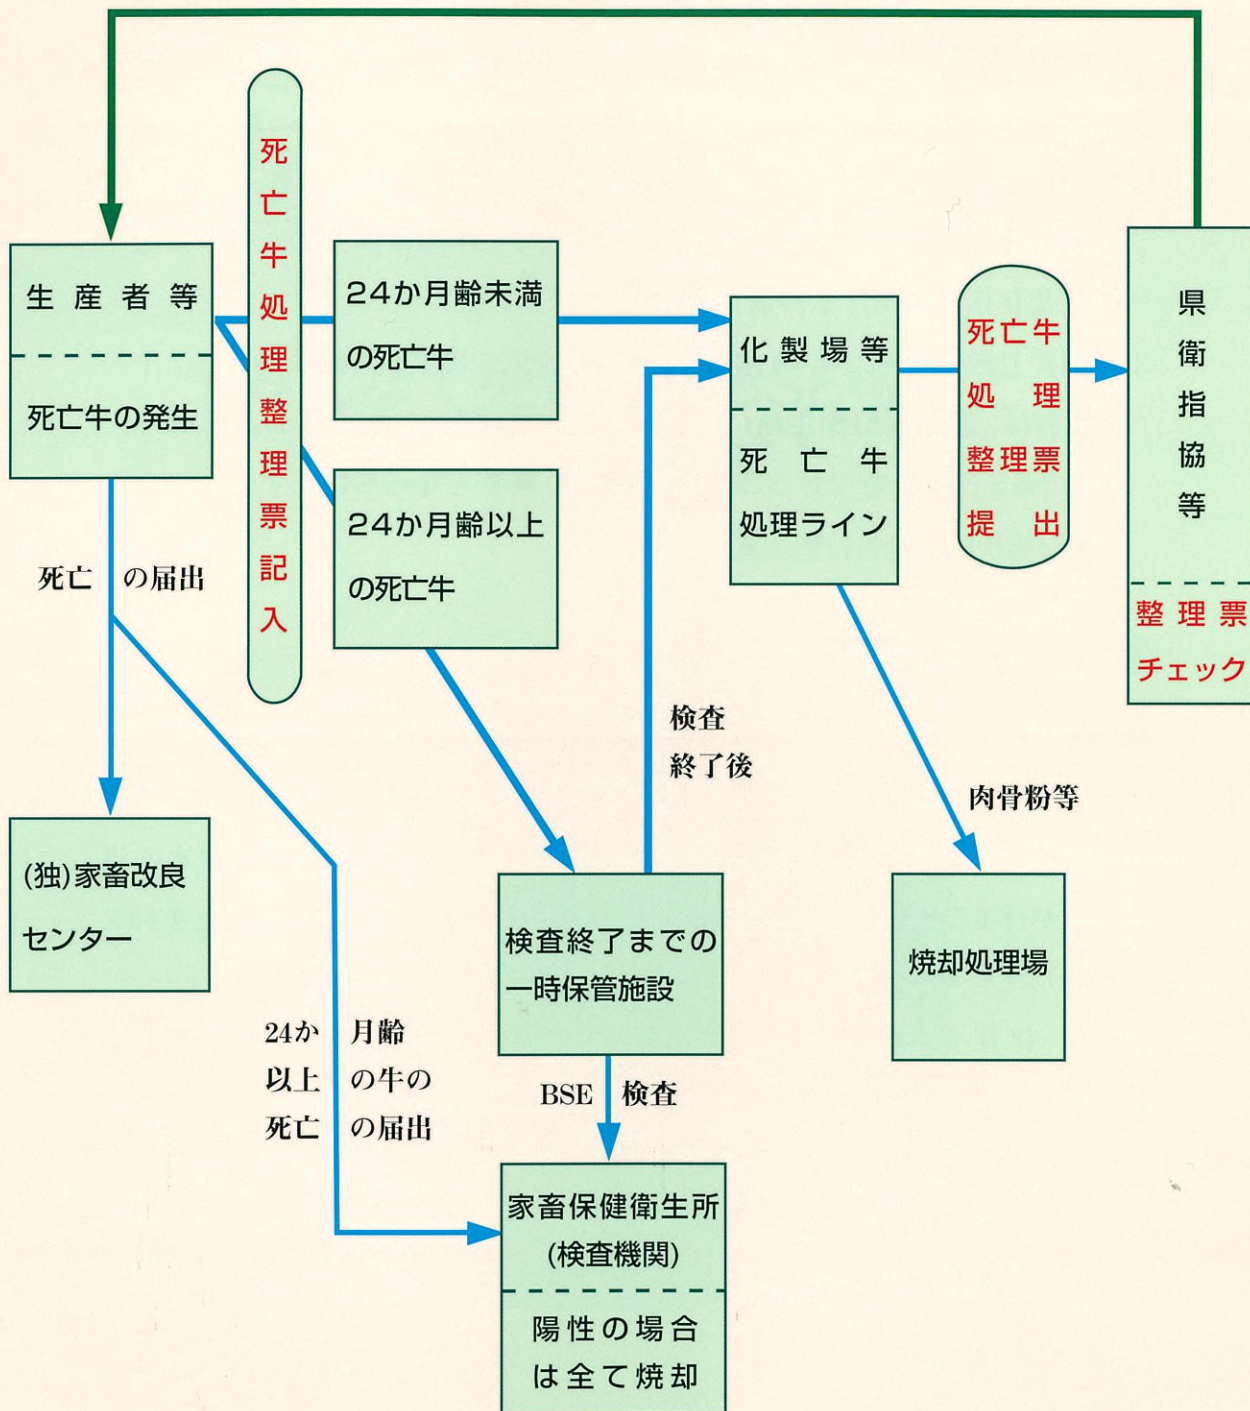 生産者等
死亡牛の発生
死亡牛処理整理票記入
24か月齢未満
の死亡牛
24か月齢以上
の死亡牛
化製場等
死亡牛
処理ライン
死亡牛
処理
整理票
提出
県衛指協等
整理票
チェック
死亡の届出
検査
終了後
肉骨粉等
(独)家畜改良
センター
検査終了までの
一時保管施設
焼却処理場
24か月齢
以上の牛の
死亡の届出
BSE検査
家畜保健衛生所
(検査機関)
陽性の場合
は全て焼却